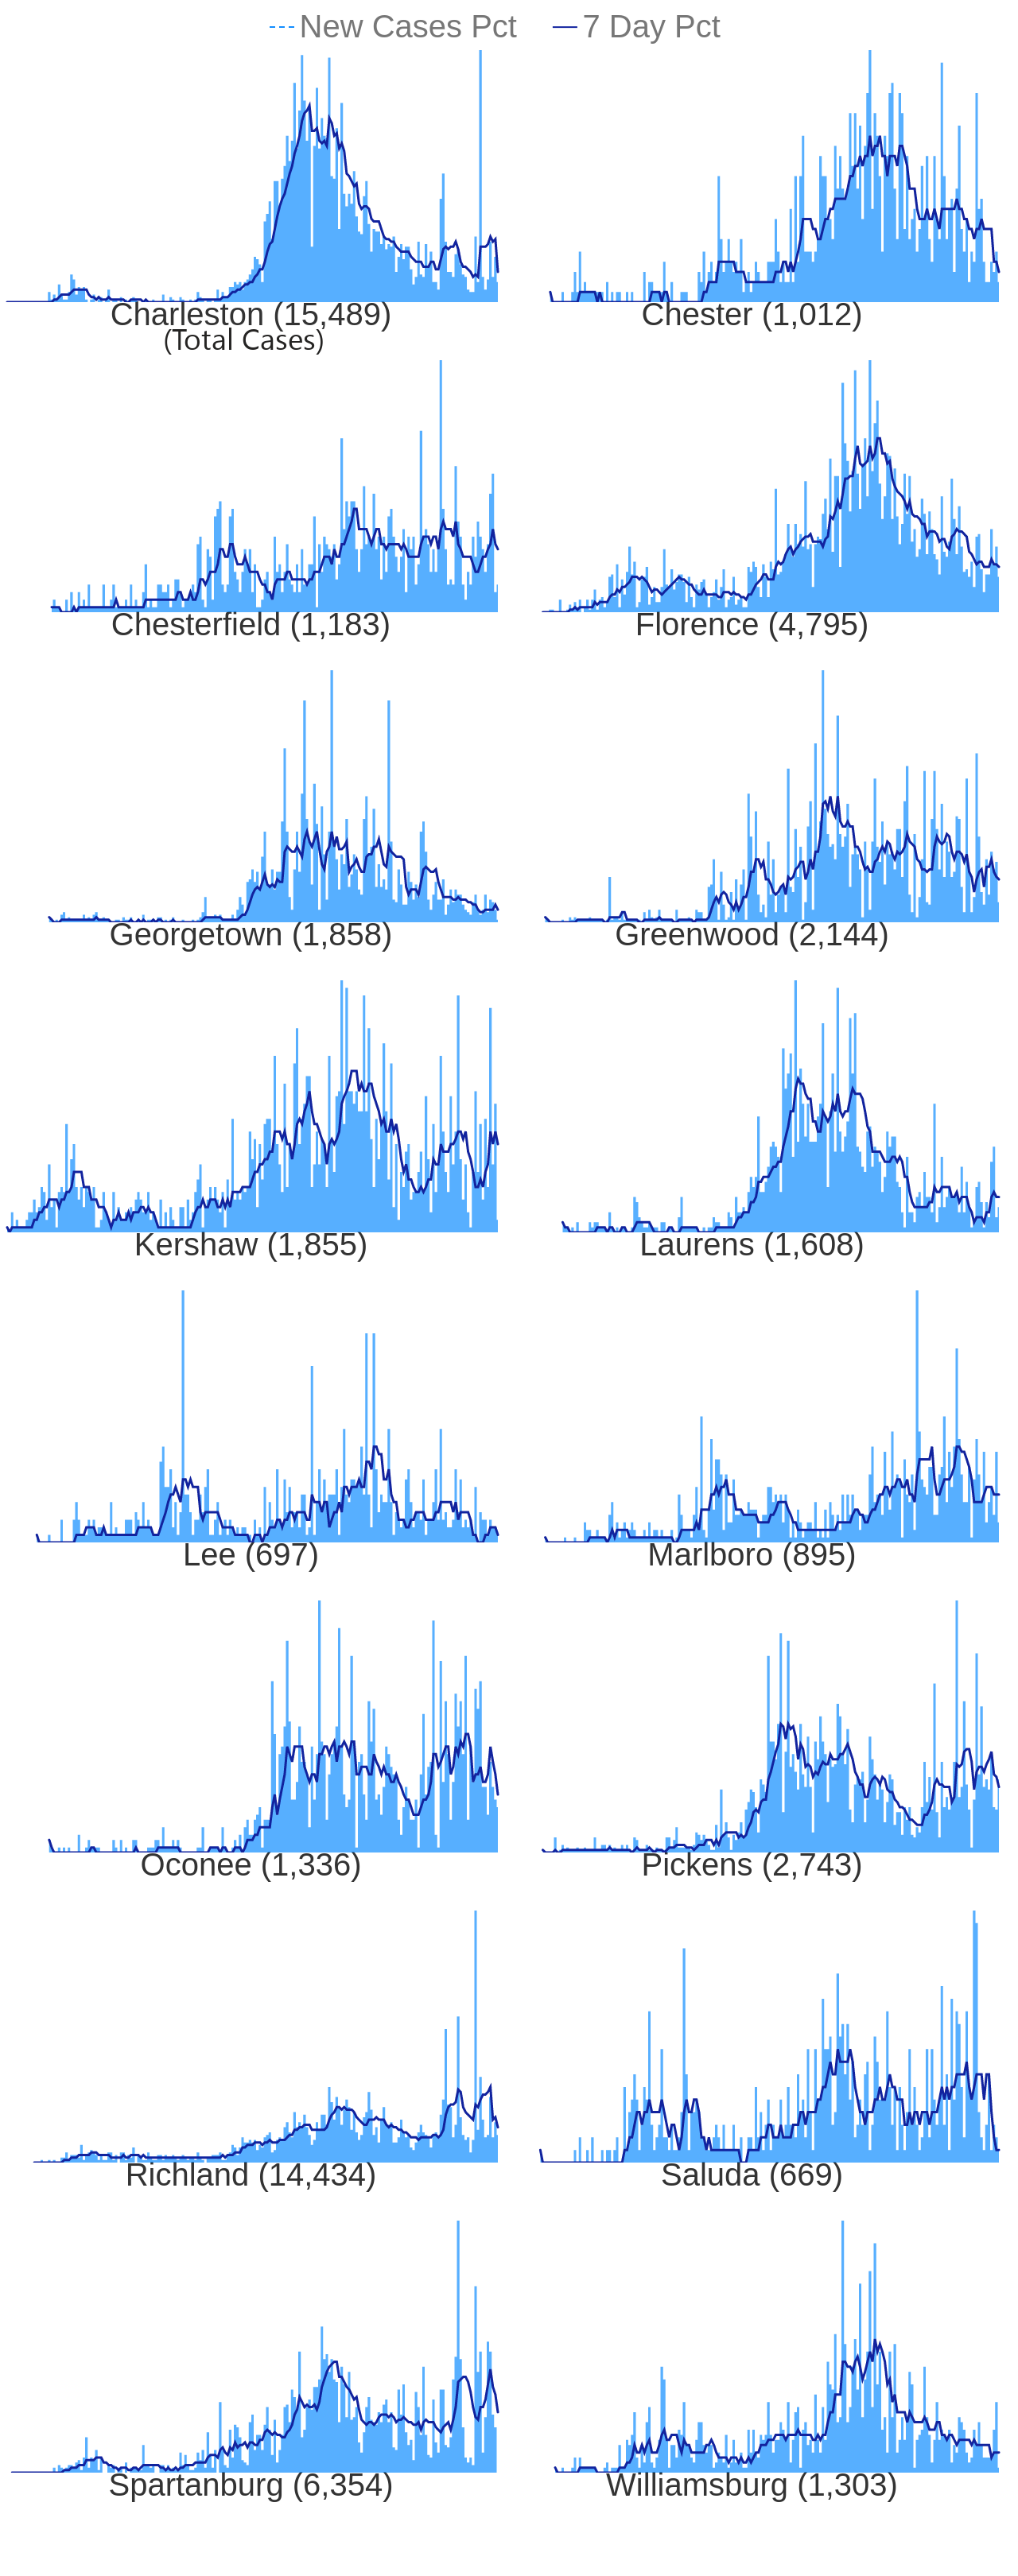 New Cases Pct 7 Day Pct
Charleston (15,489) Chester (1,012)
(Total Cases)
Chesterfield (1,183) Florence (4,795)
Georgetown (1,858) Greenwood (2,144)
Kershaw (1,855) Laurens (1,608)
Lee (697) Marlboro (895)
Oconee (1,336) Pickens (2,743)
Richland (14,434) Saluda (669)
Spartanburg (6,354) Williamsburg (1,303)